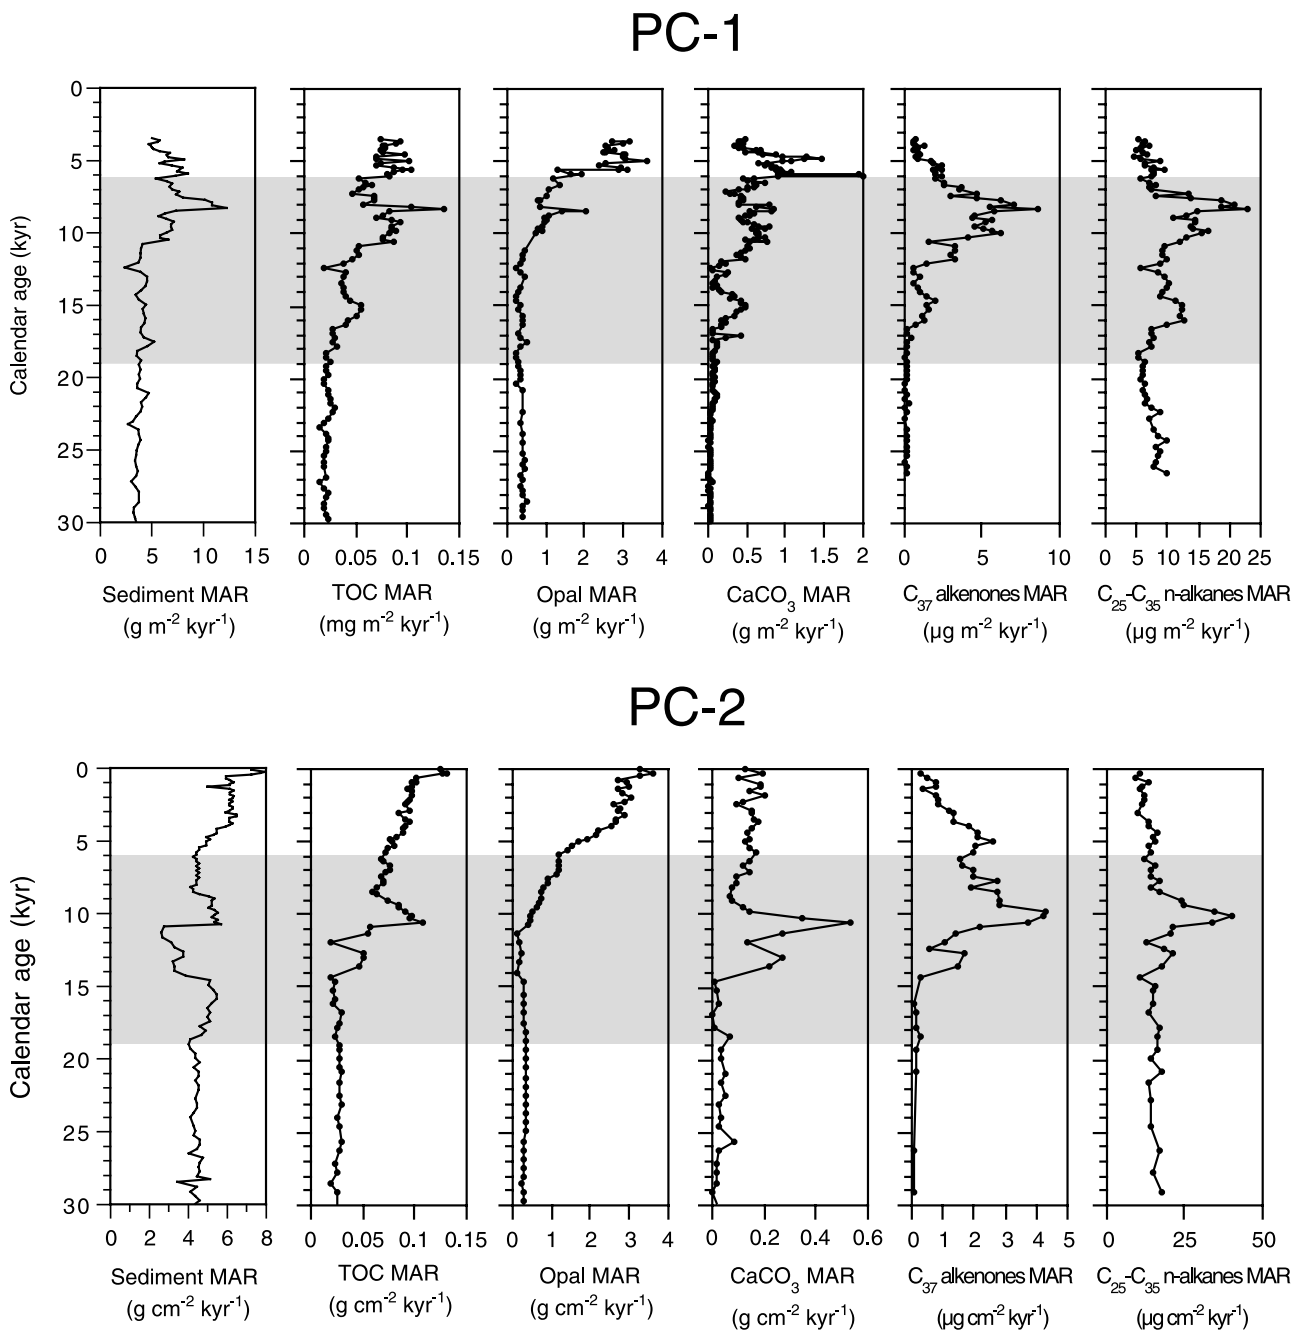 PC-1
Calendar age (kyr)
0
5
10
15
20
25
30
0 5 10 15
0 0.05 0.1 0.15
0 1 2 3 4
0 0.5 1 1.5 2
0 5 10
0 5 10 15 20 25
Sediment MAR
(g m-2 kyr-1)
TOC MAR
(mg m-2 kyr-1)
Opal MAR
(g m-2 kyr-1)
CaCO3 MAR
(g m-2 kyr-1)
C37 alkenones MAR
(µg m-2 kyr-1)
C25-C35 n-alkanes MAR
(µg m-2 kyr-1)
PC-2
Calendar age (kyr)
0
5
10
15
20
25
30
0 2 4 6 8
0 0.05 0.1 0.15
0 1 2 3 4
0 0.2 0.4 0.6
0 1 2 3 4 5
0 25 50
Sediment MAR
(g cm-2 kyr-1)
TOC MAR
(g cm-2 kyr-1)
Opal MAR
(g cm-2 kyr-1)
CaCO3 MAR
(g cm-2 kyr-1)
C37 alkenones MAR
(µg cm-2 kyr-1)
C25-C35 n-alkanes MAR
(µg cm-2 kyr-1)